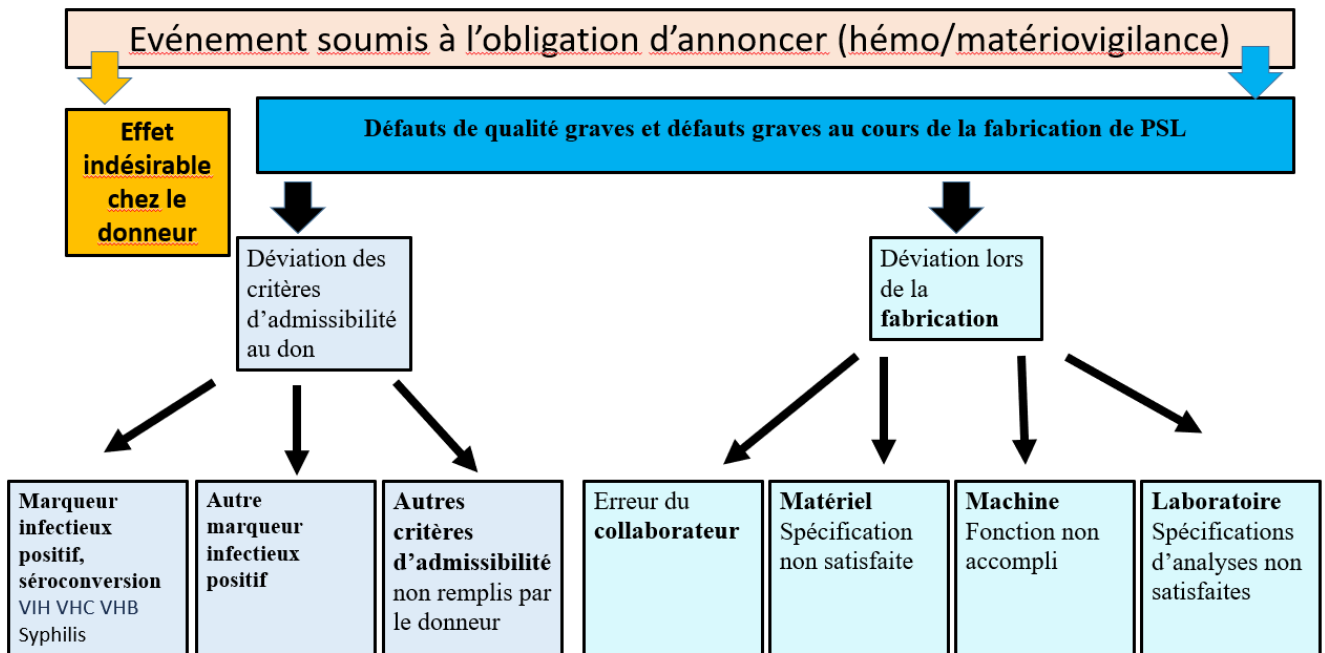 Evénement soumis à l'obligation d'annoncer (hémo/matériovigilance)
Effet
indésirable
chez le
donneur
Défauts de qualité graves et défauts graves au cours de la fabrication de PSL
Déviation des
critères
d'admissibilité
au don
Déviation lors
de la
fabrication
Marqueur
infectieux
positif,
séroconversion
VIH VHC VHB
Syphilis
Autre
marqueur
infectieux
positif
Autres
critères
d'admissibilité
non remplis par
le donneur
Erreur du
collaborateur
Matériel
Spécification
non satisfaite
Machine
Fonction non
accompli
Laboratoire
Spécifications
d'analyses non
satisfaites